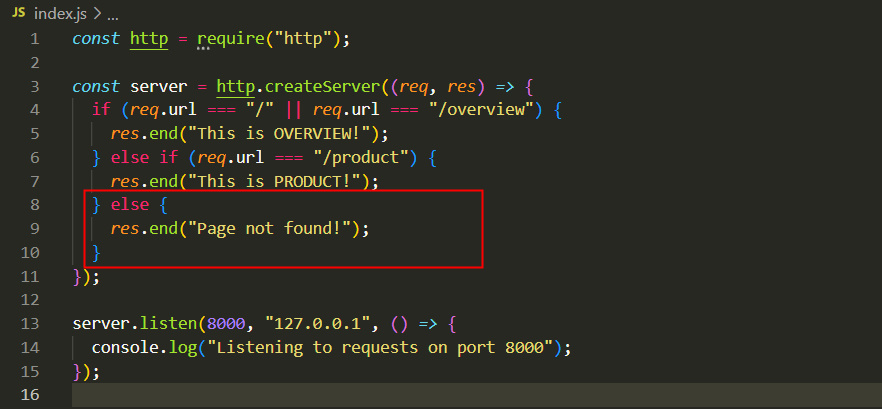 JS index.js > ...
1 const http = require("http");
2
3 const server = http.createServer((req, res) => {
4 if (req.url === "/" || req.url === "/overview") {
5 res.end("This is OVERVIEW!");
6 } else if (req.url === "/product") {
7 res.end("This is PRODUCT!");
8 } else {
9 res.end("Page not found!");
10 }
11 });
12
13 server.listen(8000, "127.0.0.1", () => {
14 console.log("Listening to requests on port 8000");
15 });
16